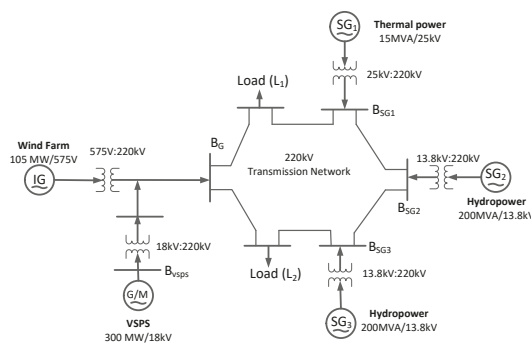 Thermal power
15MVA/25kV
SG1
25kV:220kV
Load (L1)
BSG1
BG
220kV
Transmission Network
Wind Farm
105 MW/575V
575V:220kV
IG
13.8kV:220kV
SG2
BSG2
Hydropower
200MVA/13.8kV
18kV:220kV
Bvsps
G/M
VSPS
300 MW/18kV
Load (L2)
BSG3
13.8kV:220kV
SG3
Hydropower
200MVA/13.8kV